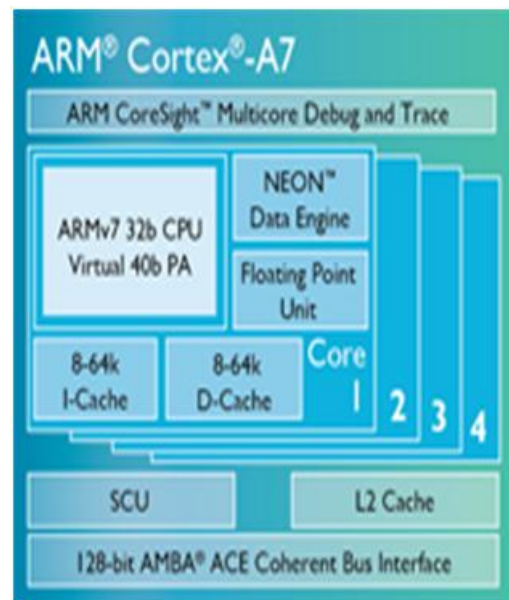 ARM® Cortex®-A7
ARM CoreSight™ Multicore Debug and Trace
ARMv7 32b CPU
Virtual 40b PA
NEON™
Data Engine
Floating Point
Unit
8-64k
I-Cache
8-64k
D-Cache
Core
1
2
3
4
SCU
L2 Cache
128-bit AMBA® ACE Coherent Bus Interface